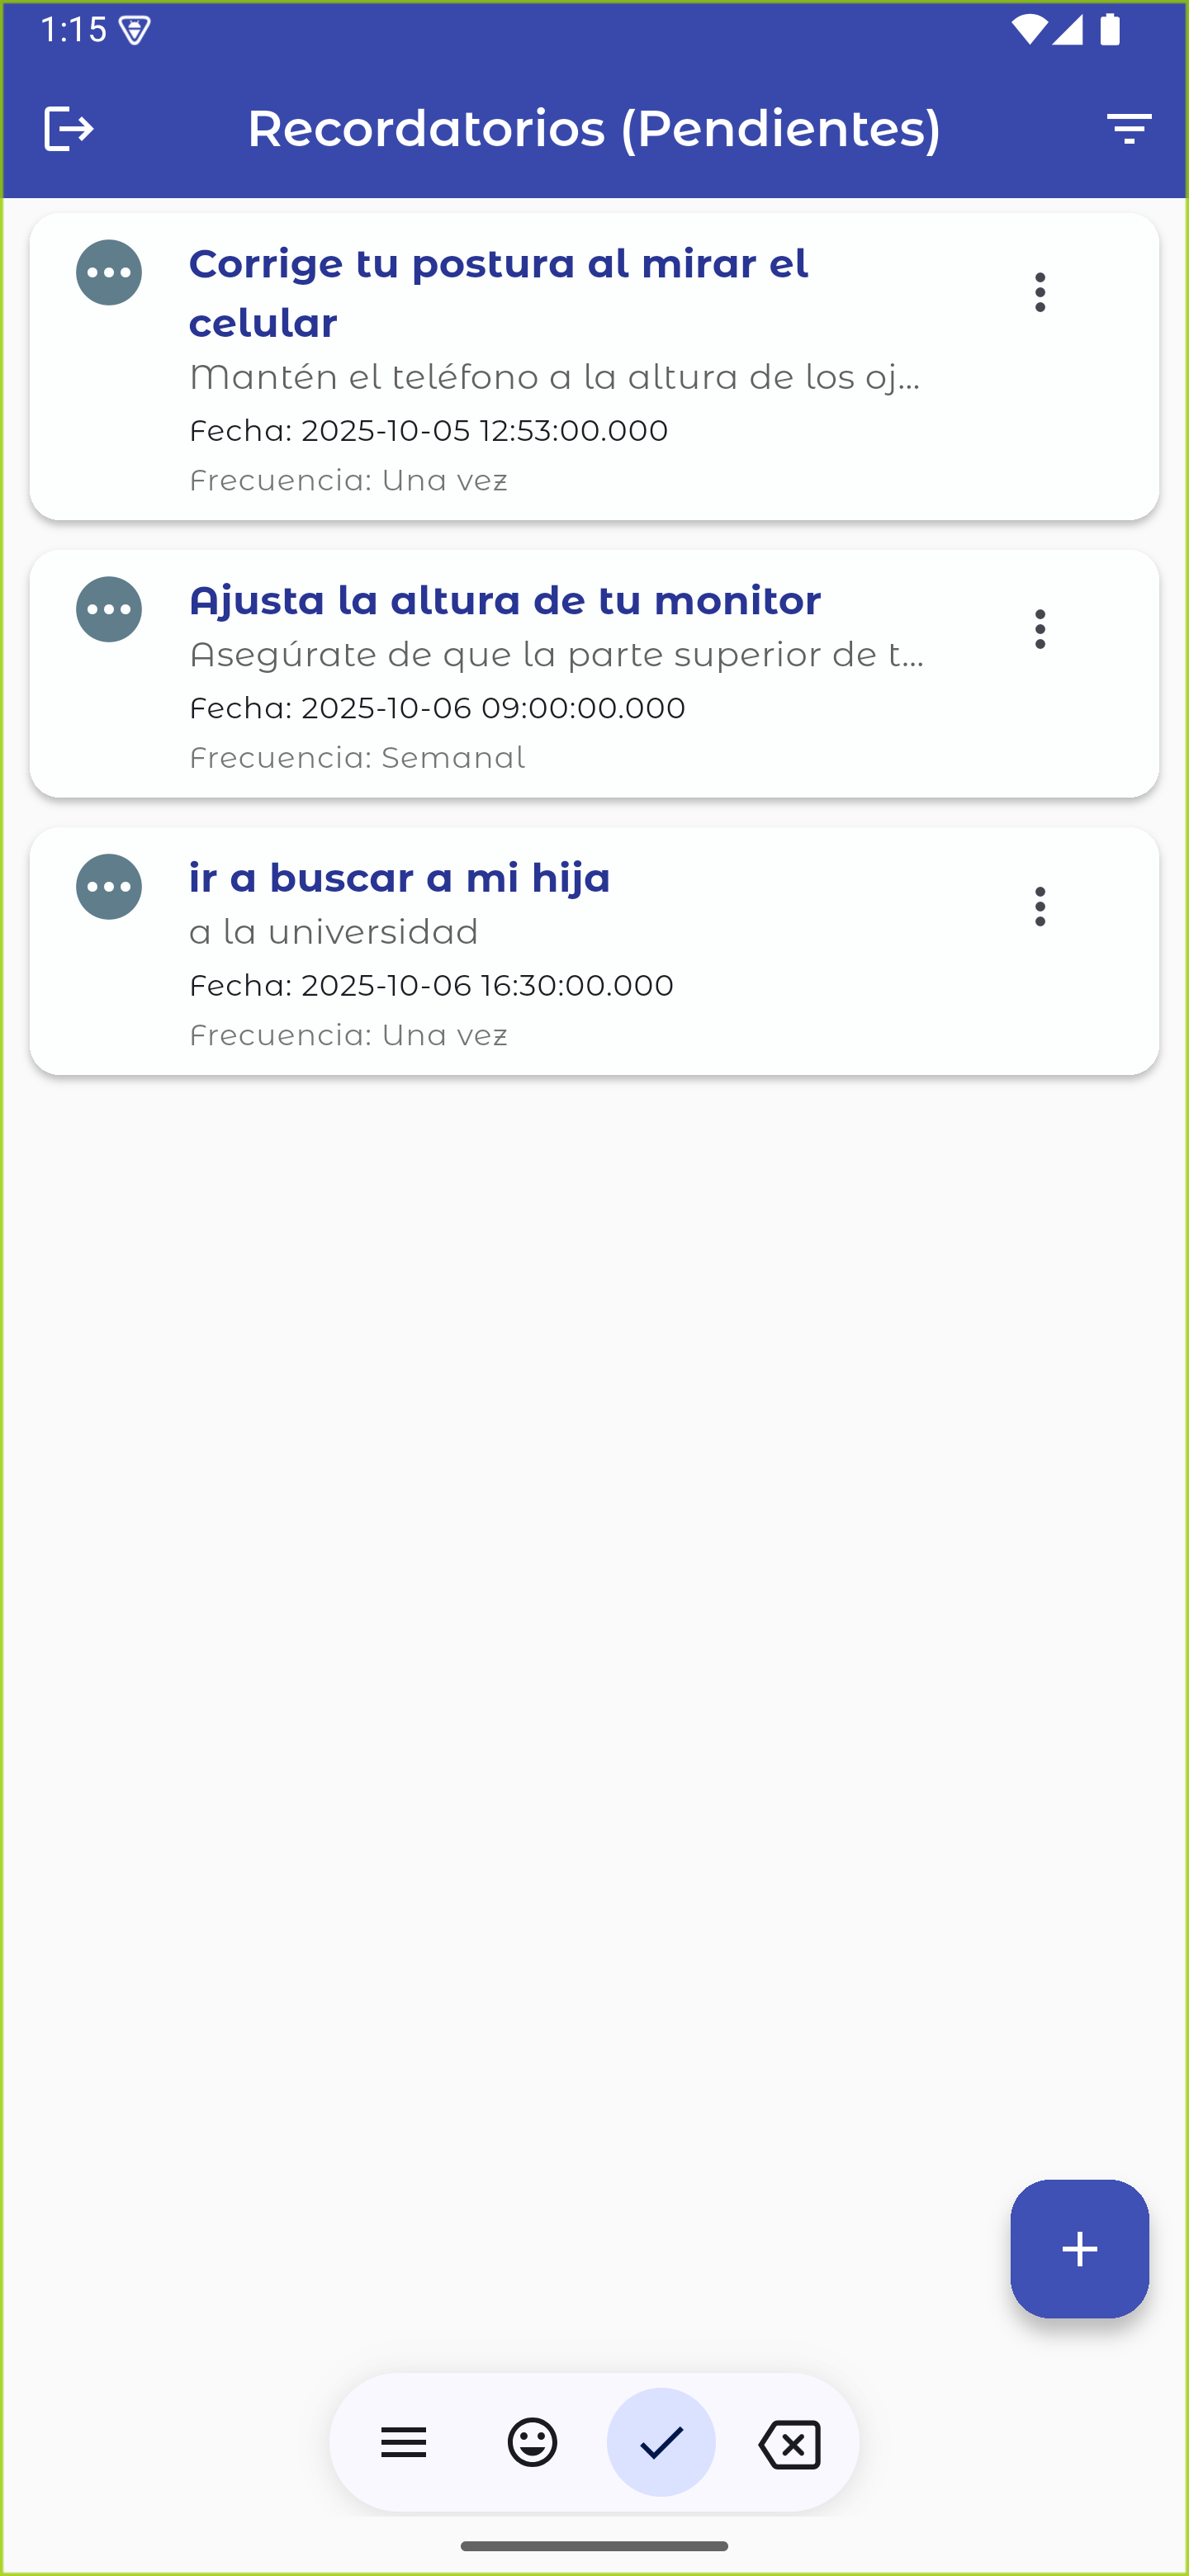 1:15
Recordatorios (Pendientes)
Corrige tu postura al mirar el
celular
Mantén el teléfono a la altura de los oj...
Fecha: 2025-10-05 12:53:00.000
Frecuencia: Una vez
Ajusta la altura de tu monitor
Asegúrate de que la parte superior de t...
Fecha: 2025-10-06 09:00:00.000
Frecuencia: Semanal
ir a buscar a mi hija
a la universidad
Fecha: 2025-10-06 16:30:00.000
Frecuencia: Una vez